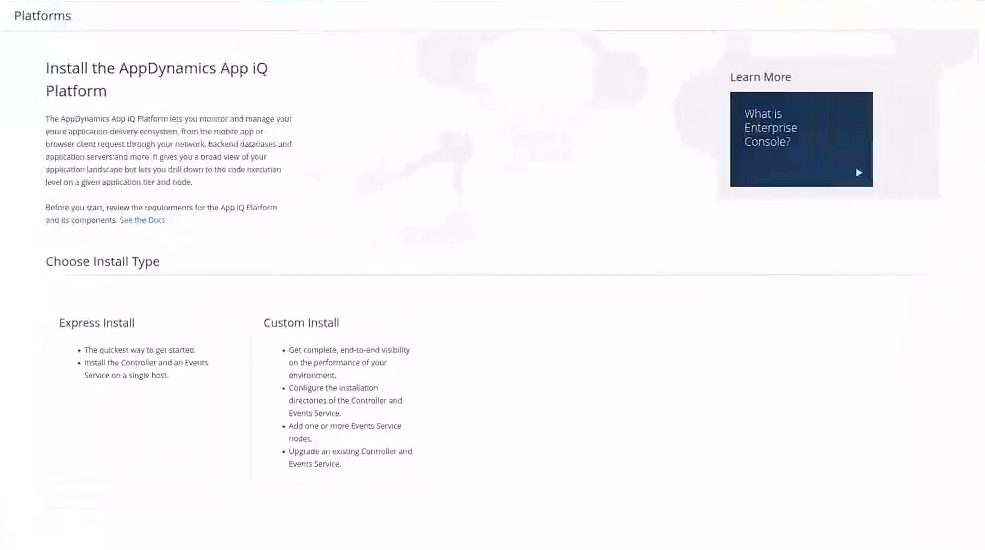 Platforms
Install the AppDynamics App iQ
Platform
The AppDynamics App iQ Platform lets you monitor and manage your
entire application-delivery ecosystem, from the mobile app or
browser client request through your network, backend databases and
application servers and more. It gives you a broad view of your
application landscape but lets you drill down to the code execution
level on a given application tier and node.
Before you start, review the requirements for the App iQ Platform
and its components. See the Docs
Learn More
What is
Enterprise
Console?
Choose Install Type
Express Install
• The quickest way to get started.
• Install the Controller and an Events
Service on a single host.
Custom Install
• Get complete, end-to-end visibility
on the performance of your
environment.
• Configure the installation
directories of the Controller and
Events Service.
• Add one or more Events Service
nodes.
• Upgrade an existing Controller and
Events Service.